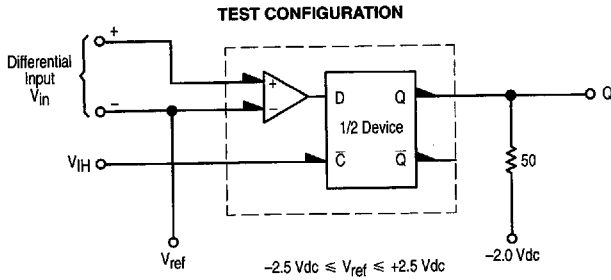 TEST CONFIGURATION
+
Differential
Input
Vin
−
+
−
D
Q
Q
1/2 Device
VIH
C̅
Q̅
50
Vref
−2.5 Vdc ≤ Vref ≤ +2.5 Vdc
−2.0 Vdc